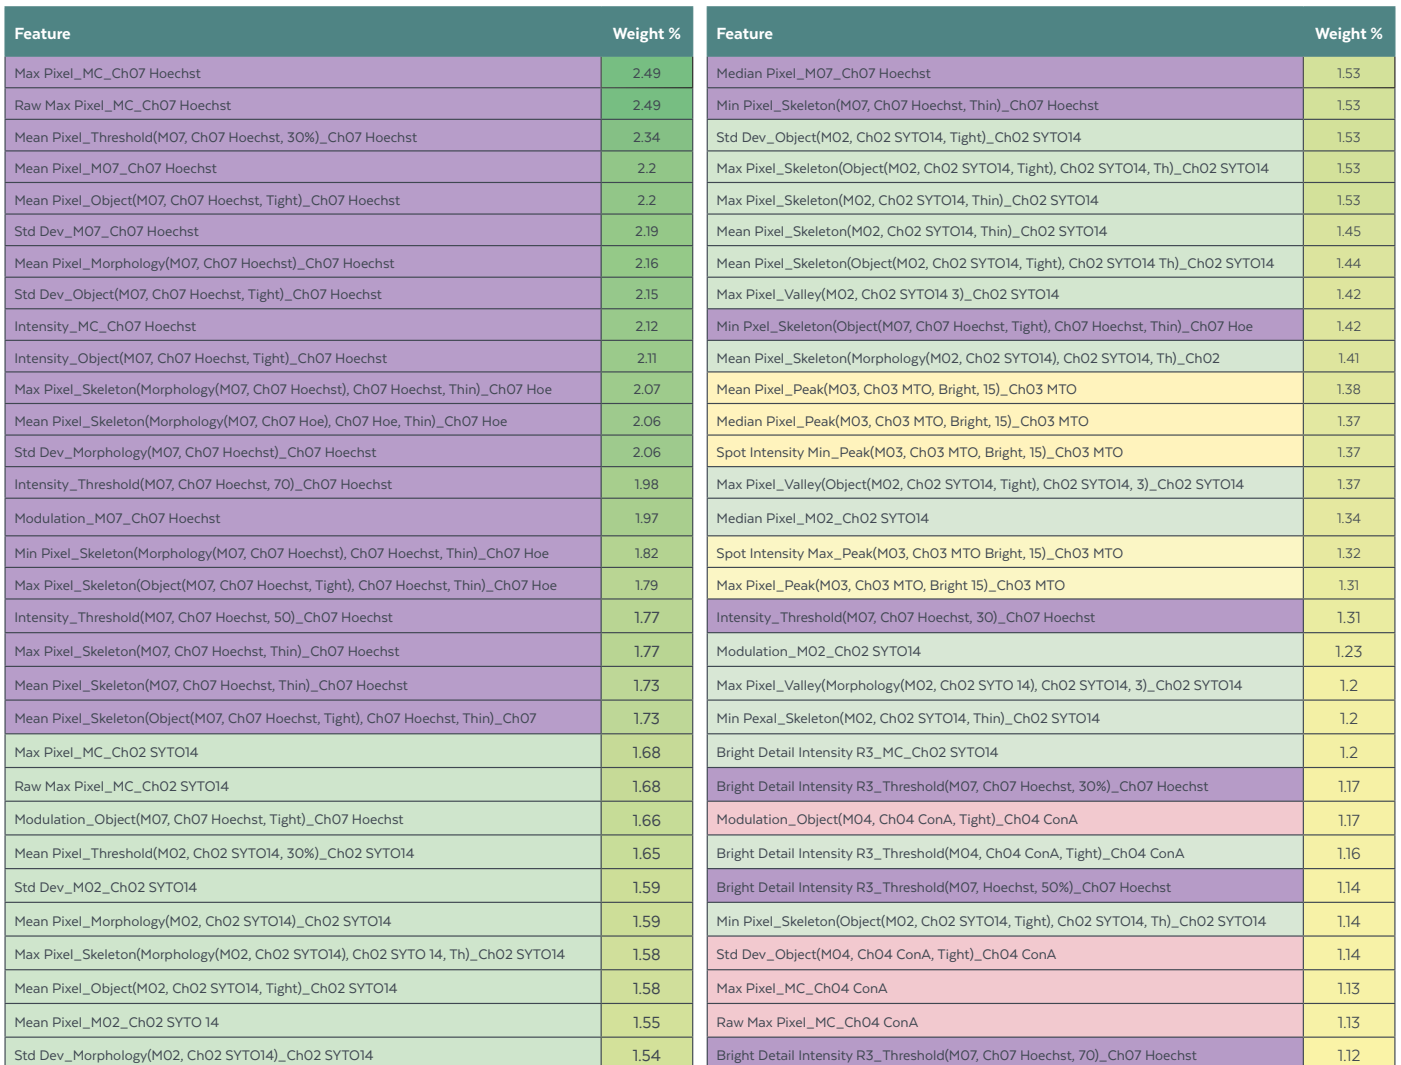 Feature Weight %
Max Pixel_MC_Ch07 Hoechst 2.49
Raw Max Pixel_MC_Ch07 Hoechst 2.49
Mean Pixel_Threshold(M07, Ch07 Hoechst, 30%)_Ch07 Hoechst 2.34
Mean Pixel_M07_Ch07 Hoechst 2.2
Mean Pixel_Object(M07, Ch07 Hoechst, Tight)_Ch07 Hoechst 2.2
Std Dev_M07_Ch07 Hoechst 2.19
Mean Pixel_Morphology(M07, Ch07 Hoechst)_Ch07 Hoechst 2.16
Std Dev_Object(M07, Ch07 Hoechst, Tight)_Ch07 Hoechst 2.15
Intensity_MC_Ch07 Hoechst 2.12
Intensity_Object(M07, Ch07 Hoechst, Tight)_Ch07 Hoechst 2.11
Max Pixel_Skeleton(Morphology(M07, Ch07 Hoechst), Ch07 Hoechst, Thin)_Ch07 Hoe 2.07
Mean Pixel_Skeleton(Morphology(M07, Ch07 Hoe), Ch07 Hoe, Thin)_Ch07 Hoe 2.06
Std Dev_Morphology(M07, Ch07 Hoechst)_Ch07 Hoechst 2.06
Intensity_Threshold(M07, Ch07 Hoechst, 70)_Ch07 Hoechst 1.98
Modulation_M07_Ch07 Hoechst 1.97
Min Pixel_Skeleton(Morphology(M07, Ch07 Hoechst), Ch07 Hoechst, Thin)_Ch07 Hoe 1.82
Max Pixel_Skeleton(Object(M07, Ch07 Hoechst, Tight), Ch07 Hoechst, Thin)_Ch07 Hoe 1.79
Intensity_Threshold(M07, Ch07 Hoechst, 50)_Ch07 Hoechst 1.77
Max Pixel_Skeleton(M07, Ch07 Hoechst, Thin)_Ch07 Hoechst 1.77
Mean Pixel_Skeleton(M07, Ch07 Hoechst, Thin)_Ch07 Hoechst 1.73
Mean Pixel_Skeleton(Object(M07, Ch07 Hoechst, Tight), Ch07 Hoechst, Thin)_Ch07 1.73
Max Pixel_MC_Ch02 SYTO14 1.68
Raw Max Pixel_MC_Ch02 SYTO14 1.68
Modulation_Object(M07, Ch07 Hoechst, Tight)_Ch07 Hoechst 1.66
Mean Pixel_Threshold(M02, Ch02 SYTO14, 30%)_Ch02 SYTO14 1.65
Std Dev_M02_Ch02 SYTO14 1.59
Mean Pixel_Morphology(M02, Ch02 SYTO14)_Ch02 SYTO14 1.59
Max Pixel_Skeleton(Morphology(M02, Ch02 SYTO14), Ch02 SYTO 14, Th)_Ch02 SYTO14 1.58
Mean Pixel_Object(M02, Ch02 SYTO14, Tight)_Ch02 SYTO14 1.58
Mean Pixel_M02_Ch02 SYTO 14 1.55
Std Dev_Morphology(M02, Ch02 SYTO14)_Ch02 SYTO14 1.54
Feature Weight %
Median Pixel_M07_Ch07 Hoechst 1.53
Min Pixel_Skeleton(M07, Ch07 Hoechst, Thin)_Ch07 Hoechst 1.53
Std Dev_Object(M02, Ch02 SYTO14, Tight)_Ch02 SYTO14 1.53
Max Pixel_Skeleton(Object(M02, Ch02 SYTO14, Tight), Ch02 SYTO14, Th)_Ch02 SYTO14 1.53
Max Pixel_Skeleton(M02, Ch02 SYTO14, Thin)_Ch02 SYTO14 1.53
Mean Pixel_Skeleton(M02, Ch02 SYTO14, Thin)_Ch02 SYTO14 1.45
Mean Pixel_Skeleton(Object(M02, Ch02 SYTO14, Tight), Ch02 SYTO14 Th)_Ch02 SYTO14 1.44
Max Pixel_Valley(M02, Ch02 SYTO14 3)_Ch02 SYTO14 1.42
Min Pxel_Skeleton(Object(M07, Ch07 Hoechst, Tight), Ch07 Hoechst, Thin)_Ch07 Hoe 1.42
Mean Pixel_Skeleton(Morphology(M02, Ch02 SYTO14), Ch02 SYTO14, Th)_Ch02 1.41
Mean Pixel_Peak(M03, Ch03 MTO, Bright, 15)_Ch03 MTO 1.38
Median Pixel_Peak(M03, Ch03 MTO, Bright, 15)_Ch03 MTO 1.37
Spot Intensity Min_Peak(M03, Ch03 MTO, Bright, 15)_Ch03 MTO 1.37
Max Pixel_Valley(Object(M02, Ch02 SYTO14, Tight), Ch02 SYTO14, 3)_Ch02 SYTO14 1.37
Median Pixel_M02_Ch02 SYTO14 1.34
Spot Intensity Max_Peak(M03, Ch03 MTO Bright, 15)_Ch03 MTO 1.32
Max Pixel_Peak(M03, Ch03 MTO, Bright 15)_Ch03 MTO 1.31
Intensity_Threshold(M07, Ch07 Hoechst, 30)_Ch07 Hoechst 1.31
Modulation_M02_Ch02 SYTO14 1.23
Max Pixel_Valley(Morphology(M02, Ch02 SYTO 14), Ch02 SYTO14, 3)_Ch02 SYTO14 1.2
Min Pexal_Skeleton(M02, Ch02 SYTO14, Thin)_Ch02 SYTO14 1.2
Bright Detail Intensity R3_MC_Ch02 SYTO14 1.2
Bright Detail Intensity R3_Threshold(M07, Ch07 Hoechst, 30%)_Ch07 Hoechst 1.17
Modulation_Object(M04, Ch04 ConA, Tight)_Ch04 ConA 1.17
Bright Detail Intensity R3_Threshold(M04, Ch04 ConA, Tight)_Ch04 ConA 1.16
Bright Detail Intensity R3_Threshold(M07, Hoechst, 50%)_Ch07 Hoechst 1.14
Min Pixel_Skeleton(Object(M02, Ch02 SYTO14, Tight), Ch02 SYTO14, Th)_Ch02 SYTO14 1.14
Std Dev_Object(M04, Ch04 ConA, Tight)_Ch04 ConA 1.14
Max Pixel_MC_Ch04 ConA 1.13
Raw Max Pixel_MC_Ch04 ConA 1.13
Bright Detail Intensity R3_Threshold(M07, Ch07 Hoechst, 70)_Ch07 Hoechst 1.12